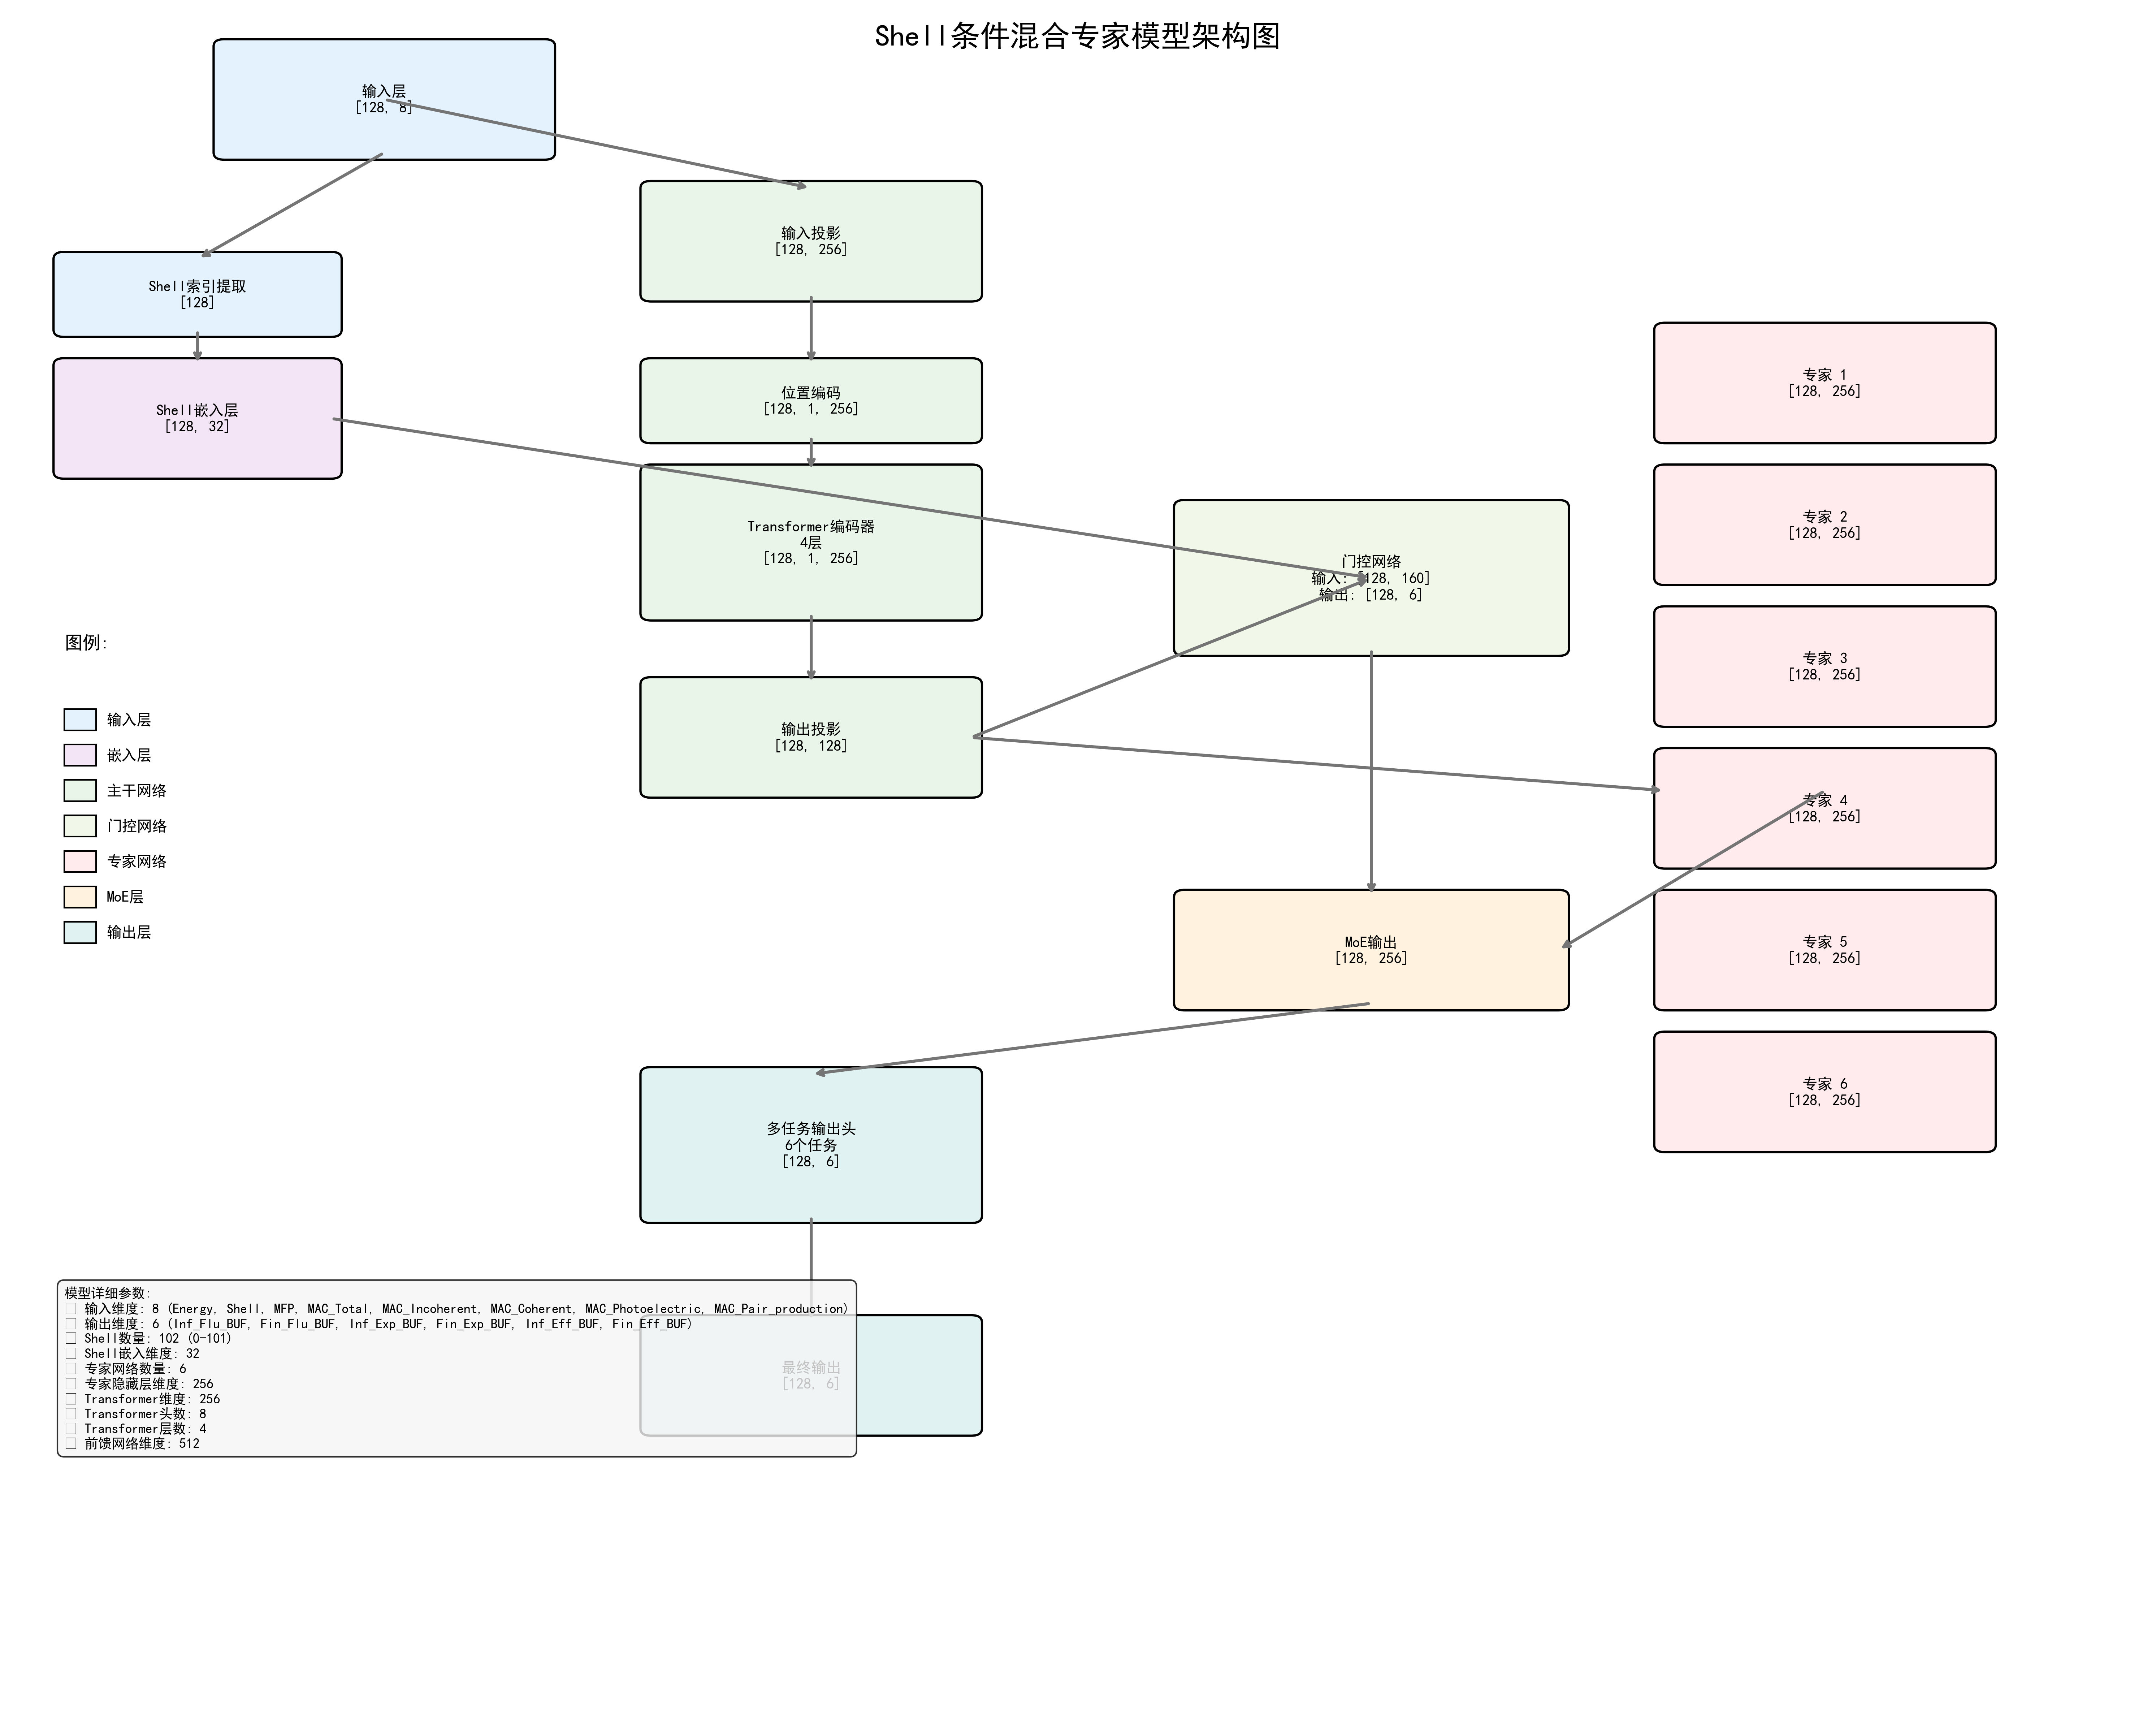 Shell条件混合专家模型架构图
输入层
[128, 8]
输入投影
[128, 256]
Shell索引提取
[128]
Shell嵌入层
[128, 32]
位置编码
[128, 1, 256]
Transformer编码器
4层
[128, 1, 256]
输出投影
[128, 128]
门控网络
输入: [128, 160]
输出: [128, 6]
专家 1
[128, 256]
专家 2
[128, 256]
专家 3
[128, 256]
专家 4
[128, 256]
专家 5
[128, 256]
专家 6
[128, 256]
MoE输出
[128, 256]
多任务输出头
6个任务
[128, 6]
最终输出
[128, 6]
图例:
输入层
嵌入层
主干网络
门控网络
专家网络
MoE层
输出层
模型详细参数:
□ 输入维度: 8 (Energy, Shell, MFP, MAC_Total, MAC_Incoherent, MAC_Coherent, MAC_Photoelectric, MAC_Pair_production)
□ 输出维度: 6 (Inf_Flu_BUF, Fin_Flu_BUF, Inf_Exp_BUF, Fin_Exp_BUF, Inf_Eff_BUF, Fin_Eff_BUF)
□ Shell数量: 102 (0-101)
□ Shell嵌入维度: 32
□ 专家网络数量: 6
□ 专家隐藏层维度: 256
□ Transformer维度: 256
□ Transformer头数: 8
□ Transformer层数: 4
□ 前馈网络维度: 512